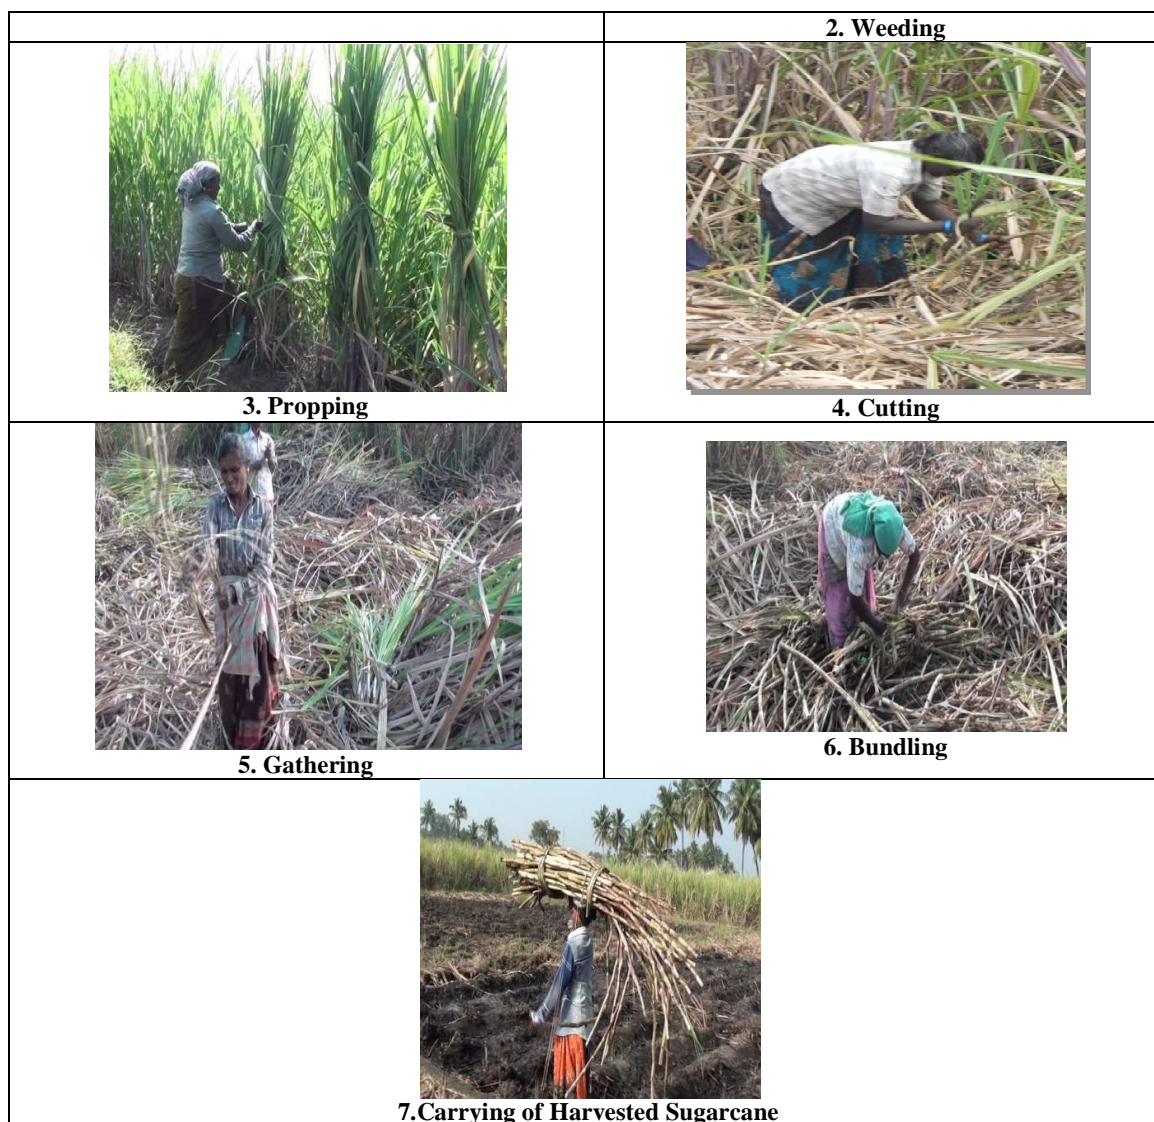 2. Weeding
3. Propping
4. Cutting
5. Gathering
6. Bundling
7.Carrying of Harvested Sugarcane